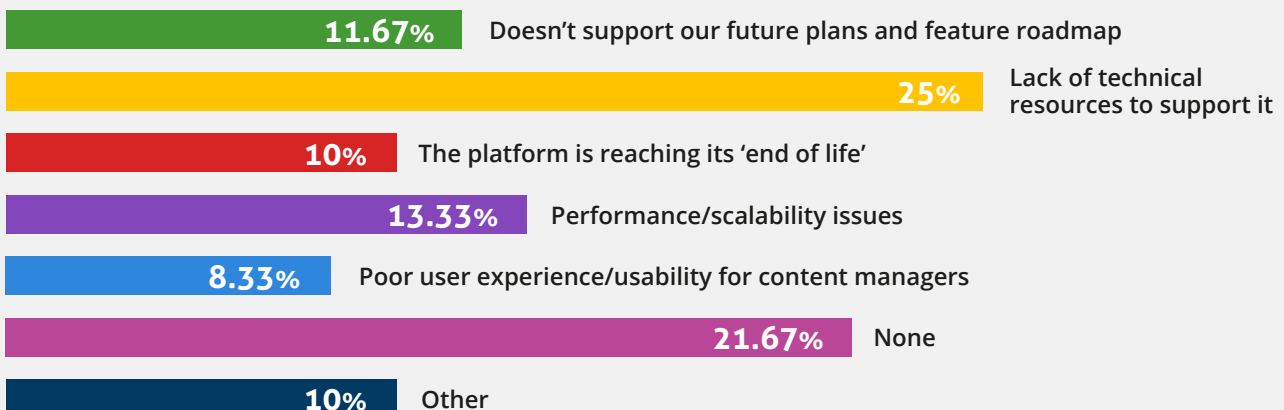 11.67% Doesn’t support our future plans and feature roadmap
25% Lack of technical
resources to support it
10% The platform is reaching its ‘end of life’
13.33% Performance/scalability issues
8.33% Poor user experience/usability for content managers
21.67% None
10% Other